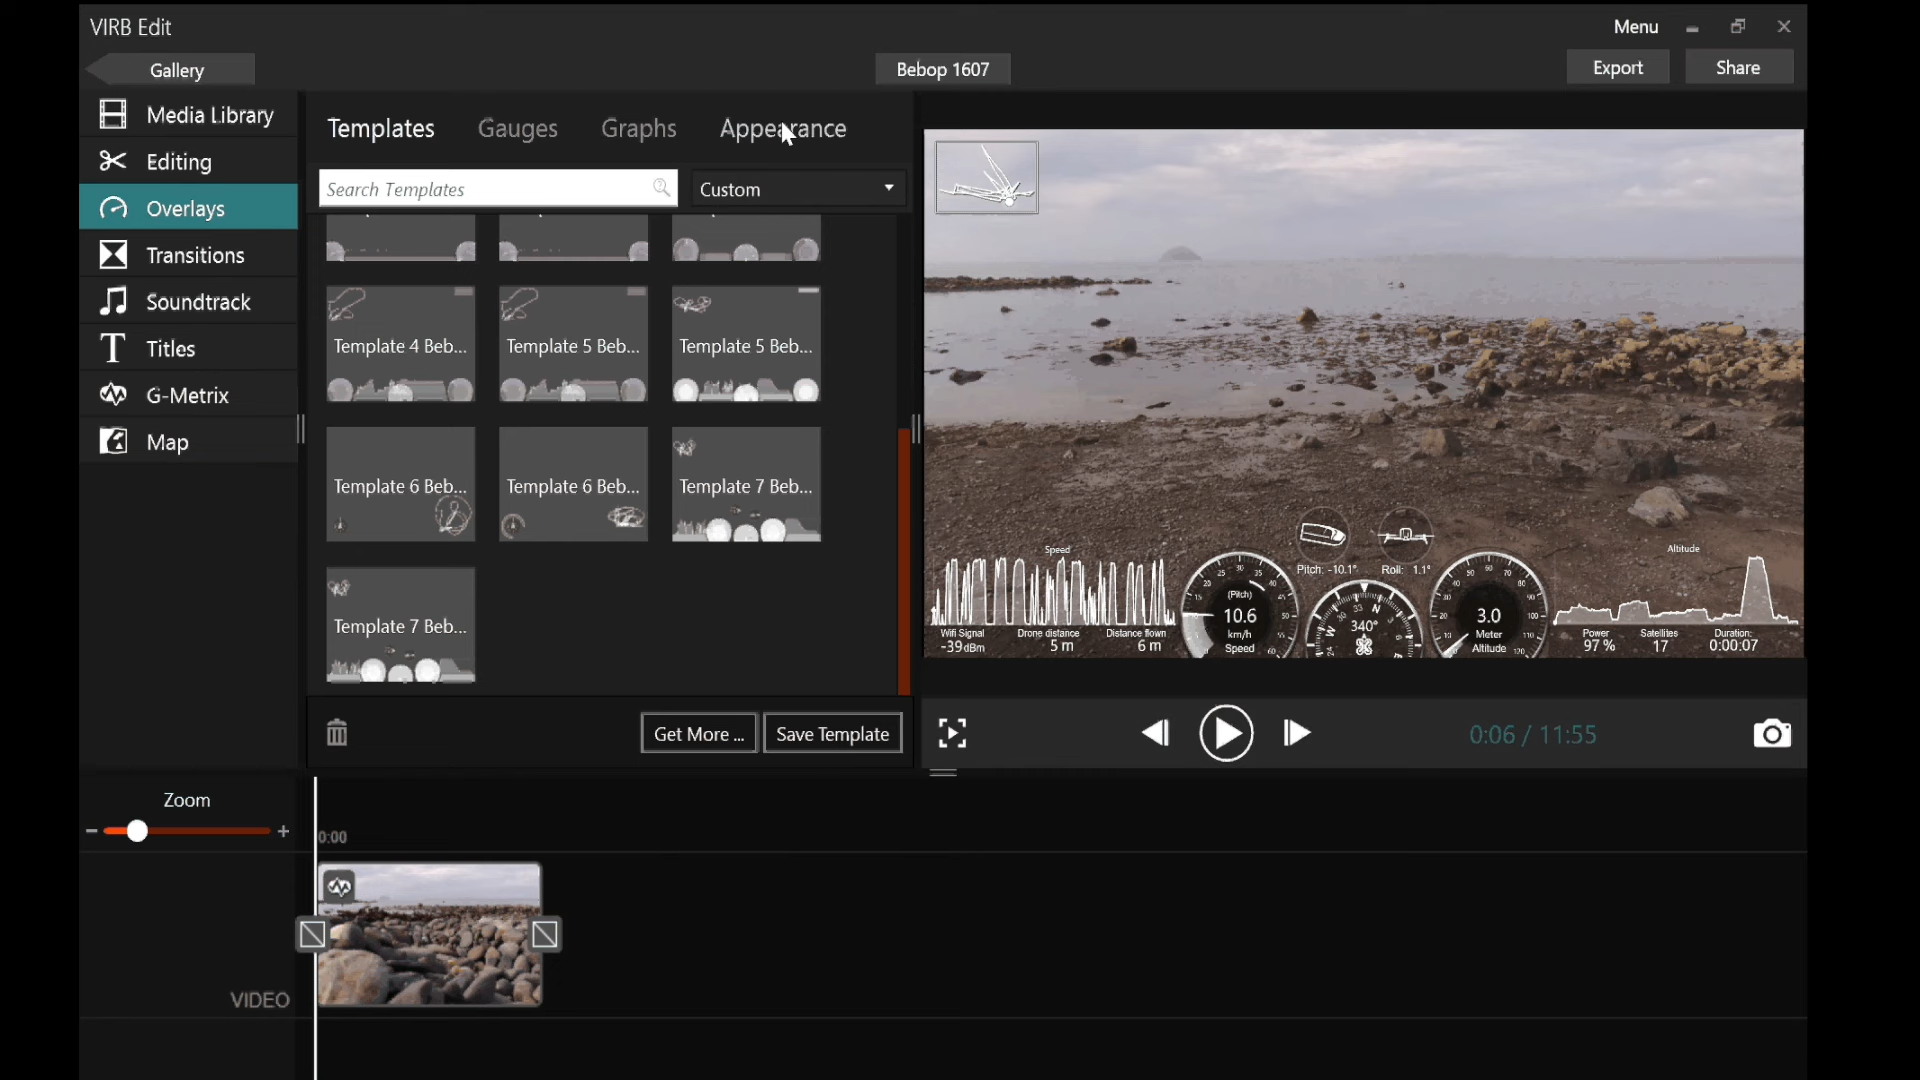 VIRB Edit
Menu
Gallery
Bebop 1607
Export
Share
Media Library
Editing
Overlays
Transitions
Soundtrack
Titles
G-Metrix
Map
Templates
Gauges
Graphs
Appearance
Search Templates
Custom
Template 4 Beb...
Template 5 Beb...
Template 5 Beb...
Template 6 Beb...
Template 6 Beb...
Template 7 Beb...
Template 7 Beb...
Get More ...
Save Template
Speed
Wifi Signal
-39 dBm
Drone distance
5 m
Distance flown
6 m
(Pitch)
10.6
km/h
Speed
Pitch: -10.1°
Roll: 1.1°
340°
N
W
3.0
Meter
Altitude
Altitude
Power
97 %
Satellites
17
Duration:
0:00:07
0:06 / 11:55
Zoom
0:00
VIDEO